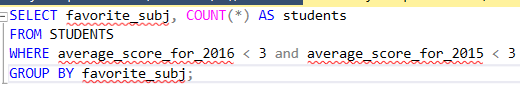 SELECT favorite_subj, COUNT(*) AS students
FROM STUDENTS
WHERE average_score_for_2016 < 3 and average_score_for_2015 < 3
GROUP BY favorite_subj;